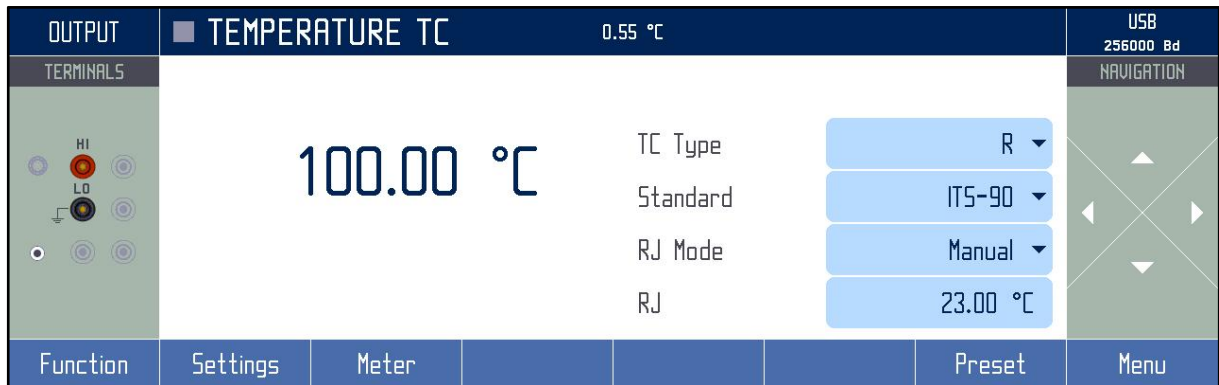 OUTPUT
TEMPERATURE TC
0.55 °C
USB
256000 Bd
TERMINALS
NAVIGATION
HI
LO
100.00 °C
TC Type
R
Standard
ITS-90
RJ Mode
Manual
RJ
23.00 °C
Function
Settings
Meter
Preset
Menu